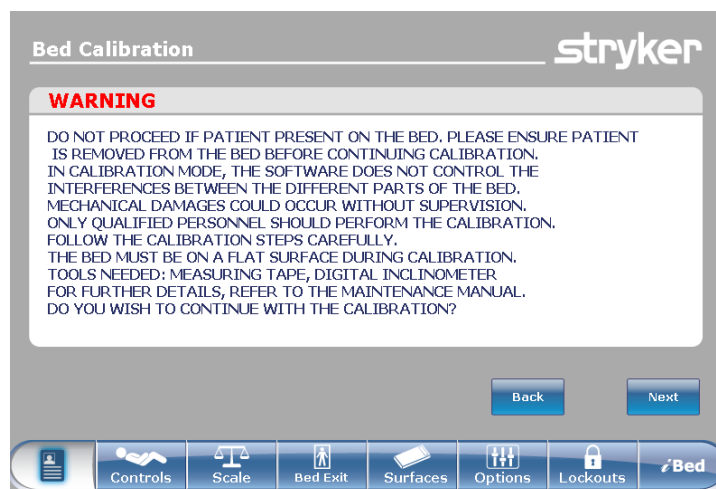 Bed Calibration
stryker
WARNING
DO NOT PROCEED IF PATIENT PRESENT ON THE BED. PLEASE ENSURE PATIENT
IS REMOVED FROM THE BED BEFORE CONTINUING CALIBRATION.
IN CALIBRATION MODE, THE SOFTWARE DOES NOT CONTROL THE
INTERFERENCES BETWEEN THE DIFFERENT PARTS OF THE BED.
MECHANICAL DAMAGES COULD OCCUR WITHOUT SUPERVISION.
ONLY QUALIFIED PERSONNEL SHOULD PERFORM THE CALIBRATION.
FOLLOW THE CALIBRATION STEPS CAREFULLY.
THE BED MUST BE ON A FLAT SURFACE DURING CALIBRATION.
TOOLS NEEDED: MEASURING TAPE, DIGITAL INCLINOMETER
FOR FURTHER DETAILS, REFER TO THE MAINTENANCE MANUAL.
DO YOU WISH TO CONTINUE WITH THE CALIBRATION?
Back Next
Controls Scale Bed Exit Surfaces Options Lockouts iBed